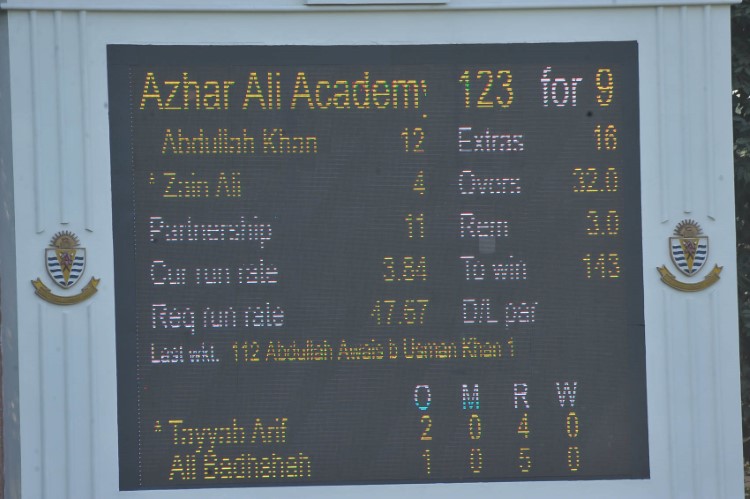 Azhar Ali Academy 123 for 9
Abdullah Khan 12 Extras 16
* Zain Ali 4 Overs 32.0
Partnership 11 Rem 3.0
Cur run rate 3.84 To win 143
Req run rate 47.67 D/L par
Last wkt. 112 Abdullah Awais b Usman Khan 1
O M R W
* Tayyab Arif 2 0 4 0
Ali Badhahah 1 0 5 0